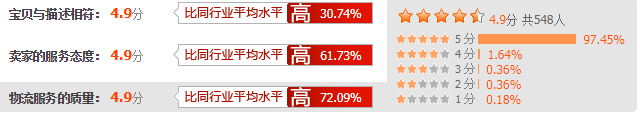 宝贝与描述相符：4.9分 比同行业平均水平 高 30.74%
卖家的服务态度：4.9分 比同行业平均水平 高 61.73%
物流服务的质量：4.9分 比同行业平均水平 高 72.09%
4.9分 共548人
5 分 97.45%
4 分 1.64%
3 分 0.36%
2 分 0.36%
1 分 0.18%